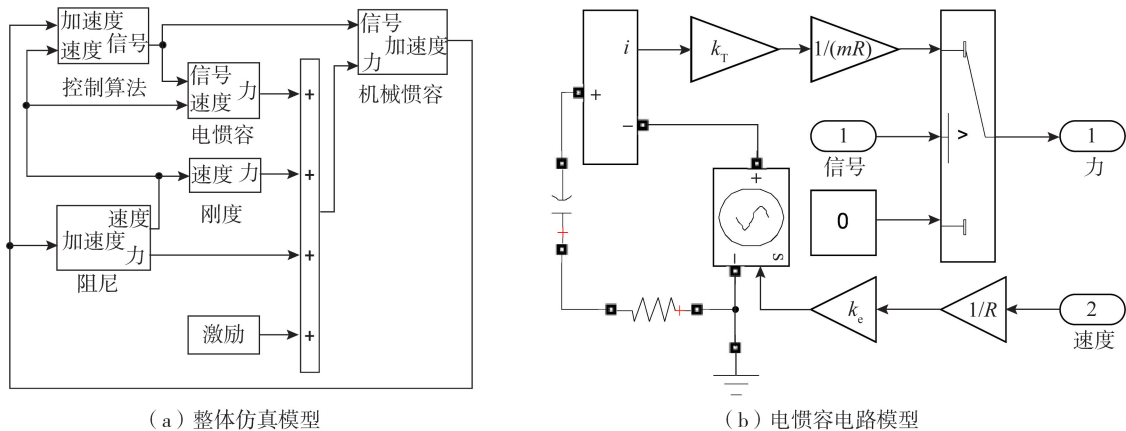 加速度
速度
信号
控制算法
信号
速度
力
电惯容
速度 力
刚度
速度
加速度
力
阻尼
激励
+
+
+
+
信号
加速度
力
机械惯容
(a)整体仿真模型
i
+
−
k_T
1/(mR)
1
信号
0
>
1
力
+
−
s
k_e
1/R
2
速度
+
+
(b)电惯容电路模型